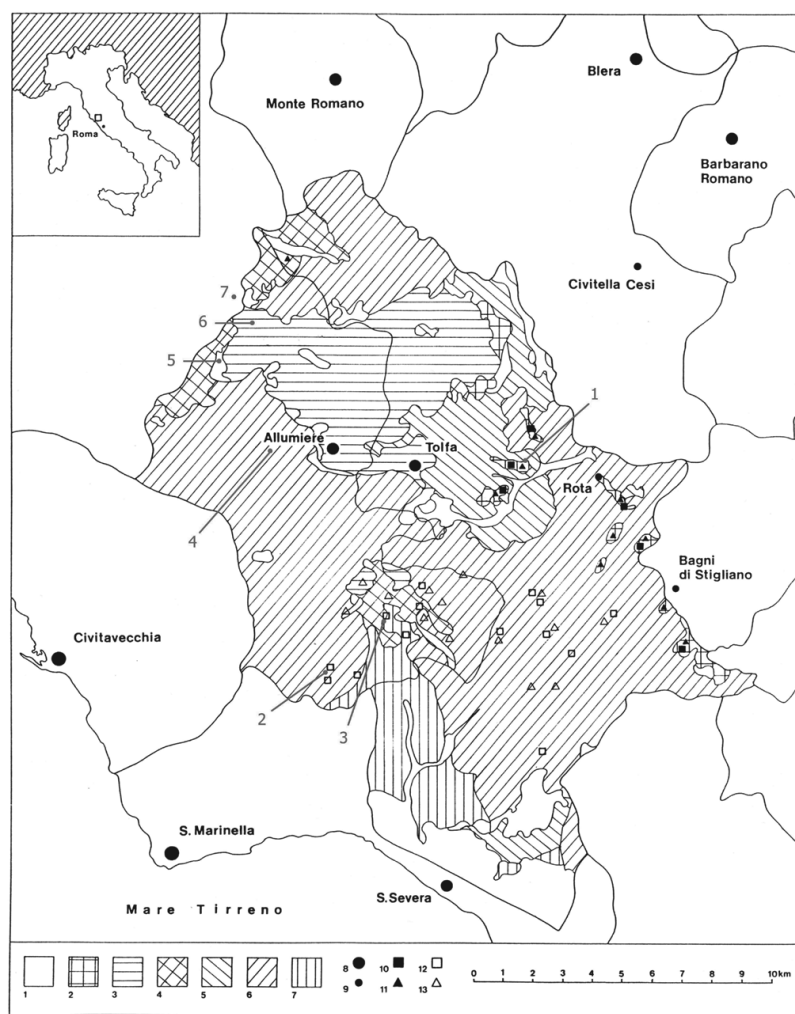 Roma
Monte Romano
Blera
Barbarano
Romano
Civitella Cesi
7
6
5
1
Allumiere
Tolfa
Rota
4
Bagni
di Stigliano
Civitavecchia
2
3
S. Marinella
S.Severa
Mare Tirreno
1 2 3 4 5 6 7
8 10 12
9 11 13
0 1 2 3 4 5 6 7 8 9 10km